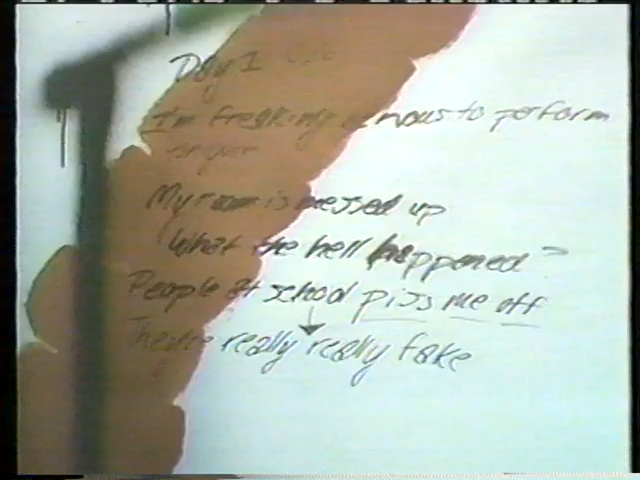 Day I
I'm freaking nervous to perform
My room is messed up
What the hell happened?
People at school piss me off
They're really really fake